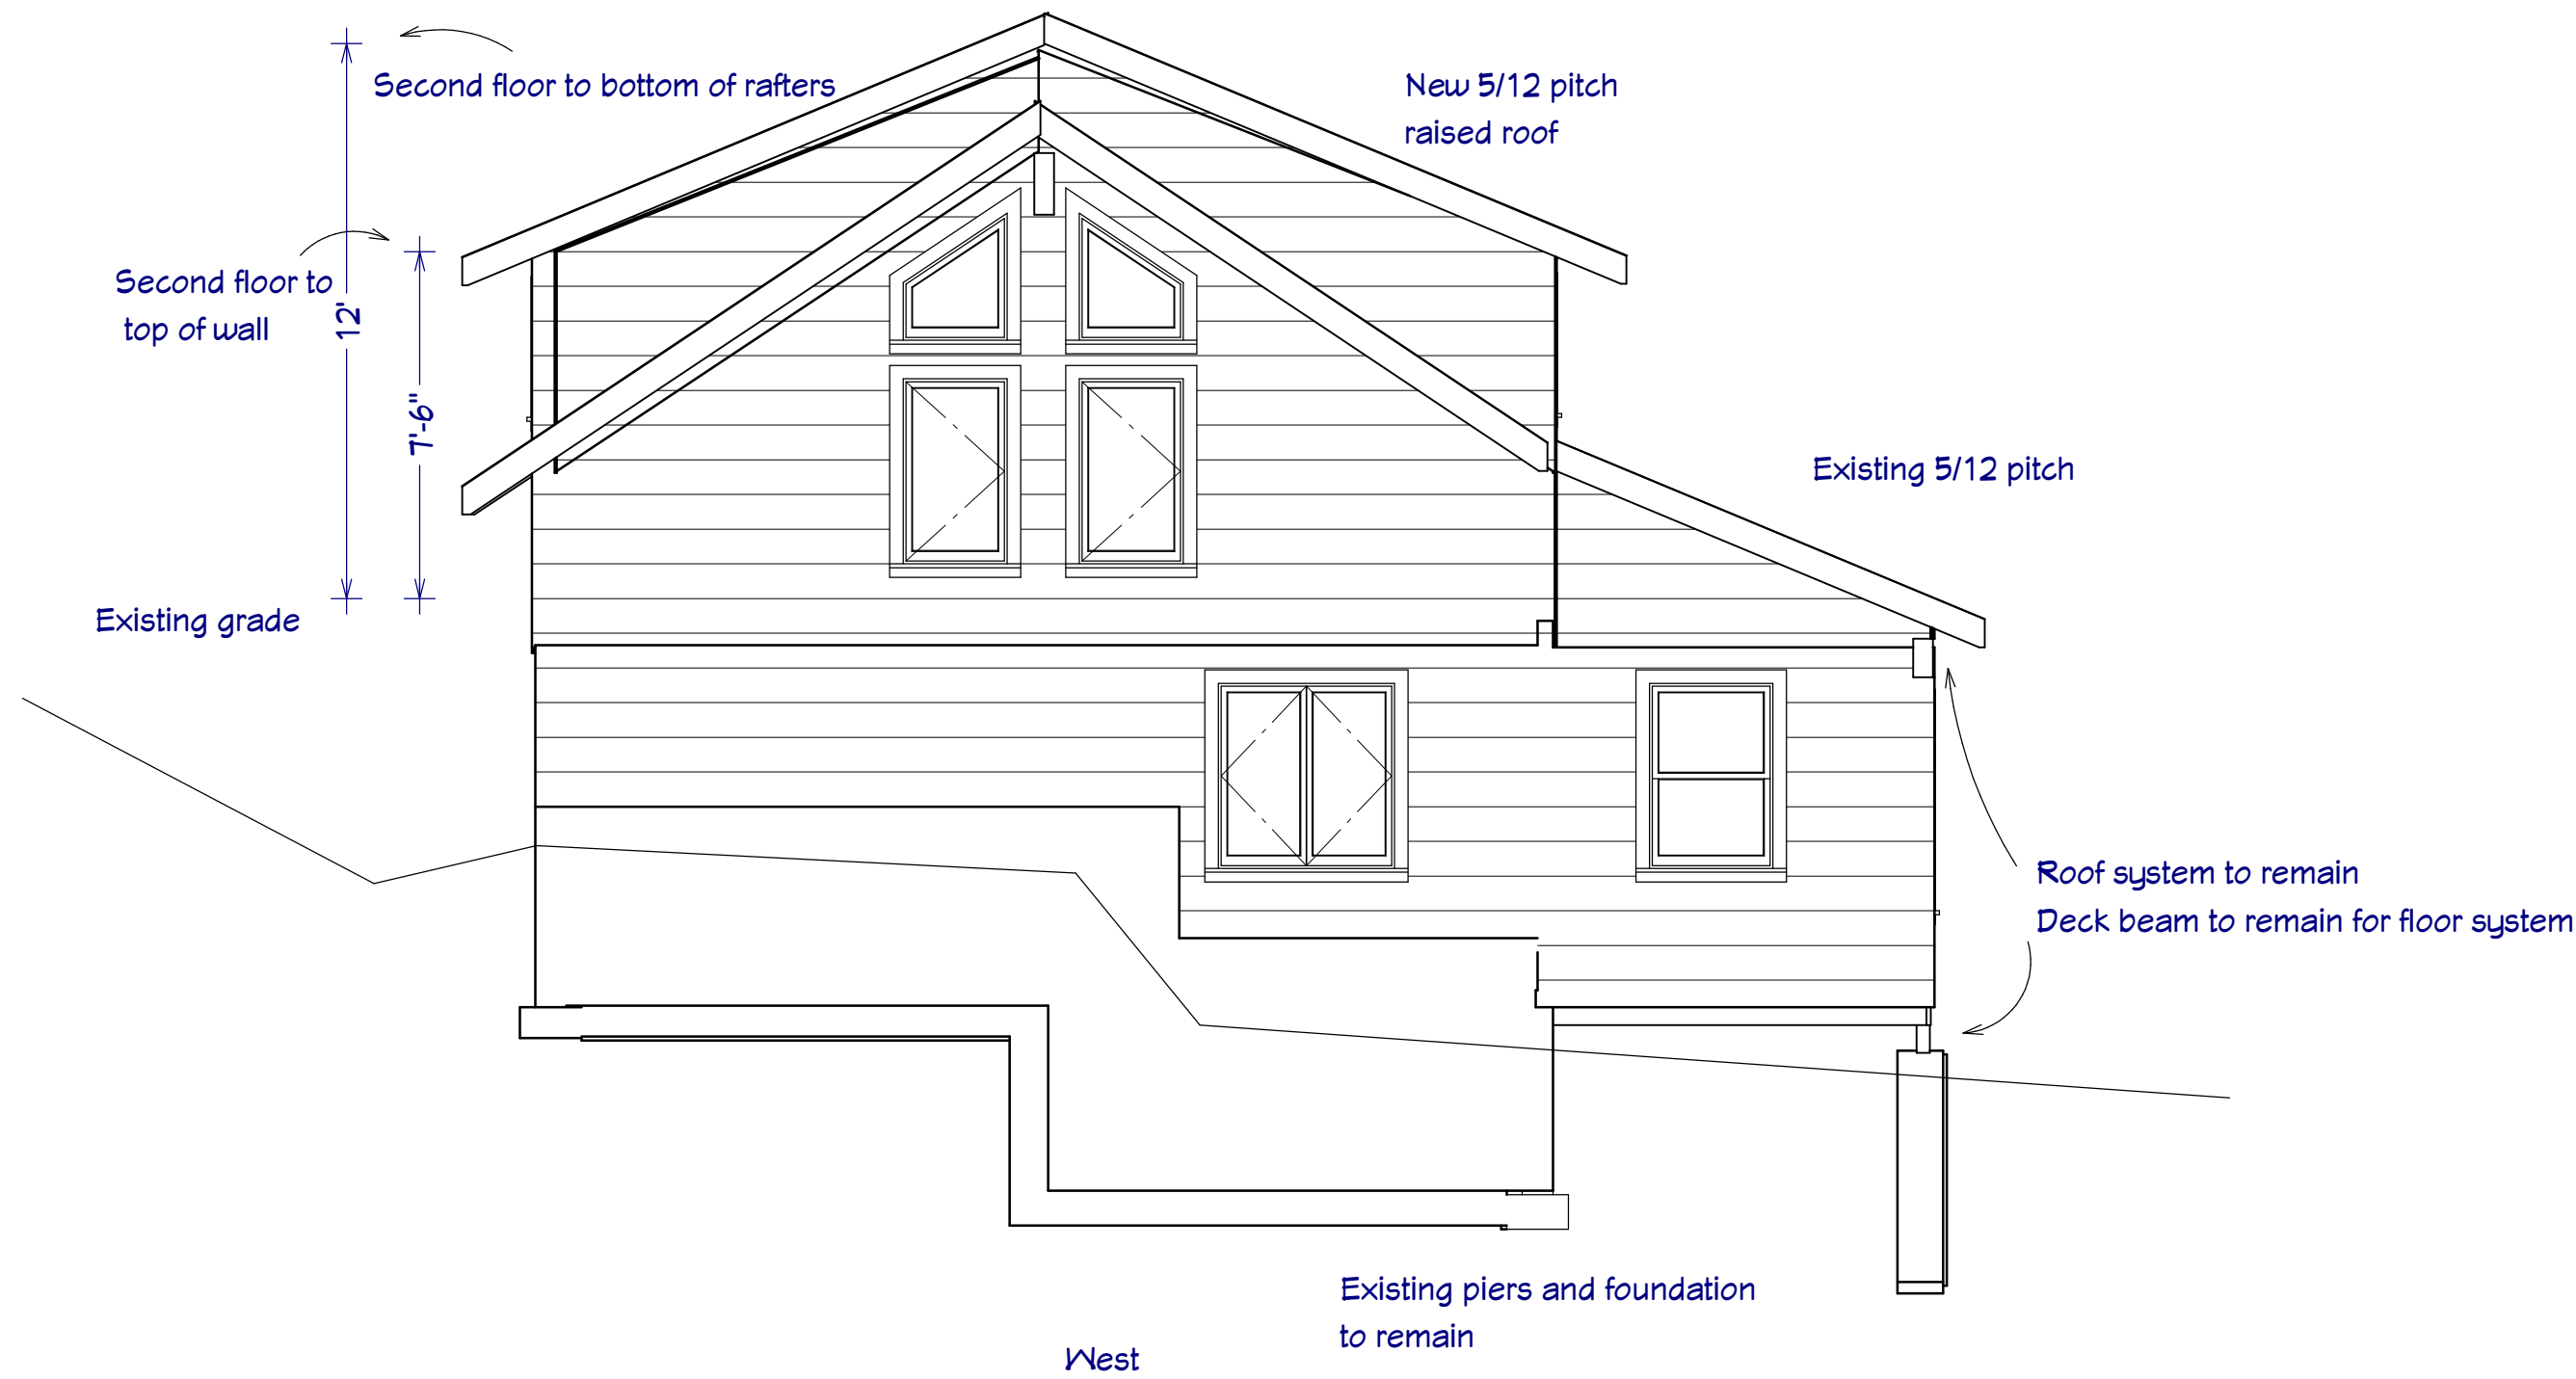 Second floor to bottom of rafters
New 5/12 pitch
raised roof
Second floor to
top of wall
12'
7'-6"
Existing 5/12 pitch
Existing grade
Roof system to remain
Deck beam to remain for floor system
Existing piers and foundation
to remain
West